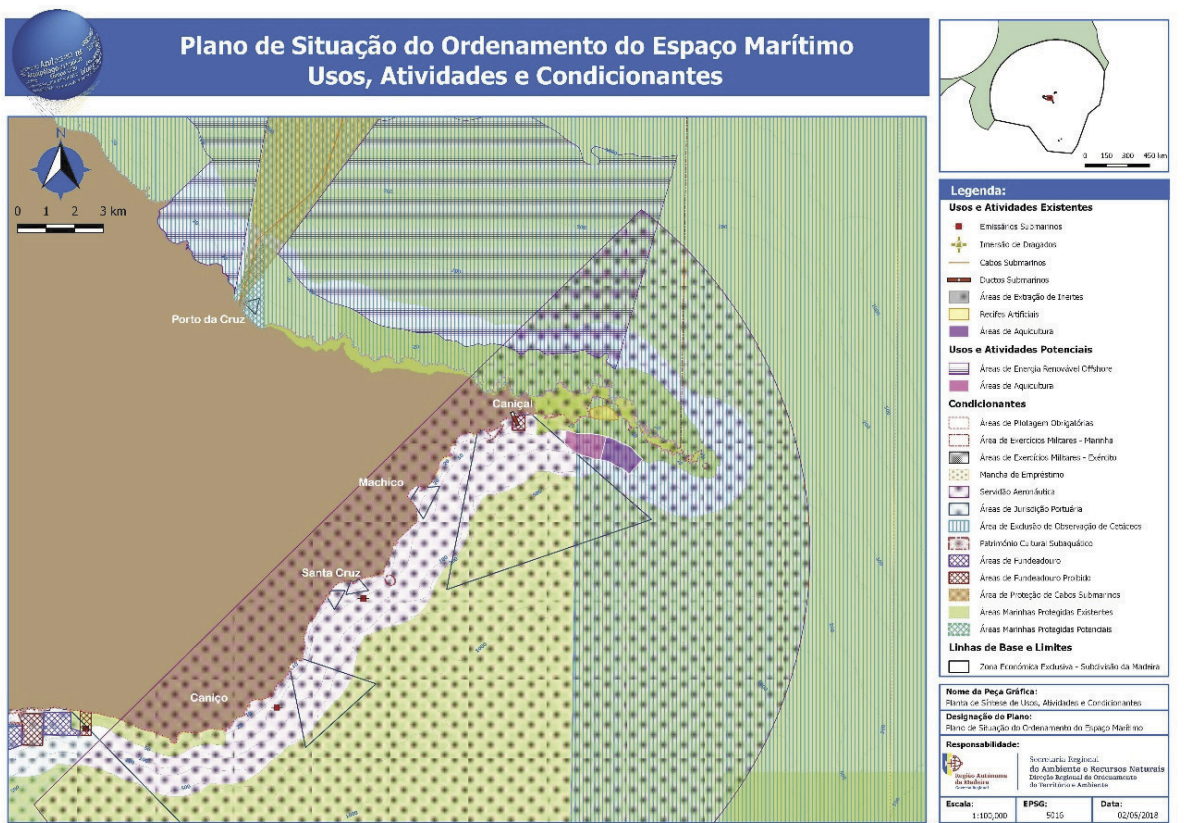 Plano de Situação do Ordenamento do Espaço Marítimo
Usos, Atividades e Condicionantes
N
0 1 2 3 km
Porto da Cruz
Caniçal
Machico
Santa Cruz
Caniço
0 150 300 450 km
Legenda:
Usos e Atividades Existentes
Emissários Submarinos
Imersão de Dragados
Cabos Submarinos
Ductos Submarinos
Áreas de Extração de Inertes
Recifes Artificiais
Áreas de Aquicultura
Usos e Atividades Potenciais
Áreas de Energia Renovável Offshore
Áreas de Aquicultura
Condicionantes
Áreas de Pilotagem Obrigatórias
Área de Exercícios Militares - Marinha
Áreas de Exercícios Militares - Exército
Mancha de Empréstimo
Servidão Aeronáutica
Áreas de Jurisdição Portuária
Área de Exclusão de Observação de Cetáceos
Património Cultural Subaquático
Áreas de Fundeadouro
Áreas de Fundeadouro Proibido
Área de Proteção de Cabos Submarinos
Áreas Marinhas Protegidas Existentes
Áreas Marinhas Protegidas Potenciais
Linhas de Base e Limites
Zona Económica Exclusiva - Subdivisão da Madeira
Nome da Peça Gráfica:
Planta de Síntese de Usos, Atividades e Condicionantes
Designação do Plano:
Plano de Situação do Ordenamento do Espaço Marítimo
Responsabilidade:
Região Autónoma
da Madeira
Governo Regional
Secretaria Regional
do Ambiente e Recursos Naturais
Direção Regional do Ordenamento
do Território e Ambiente
Escala:
1:100,000
EPSG:
5016
Data:
02/05/2018